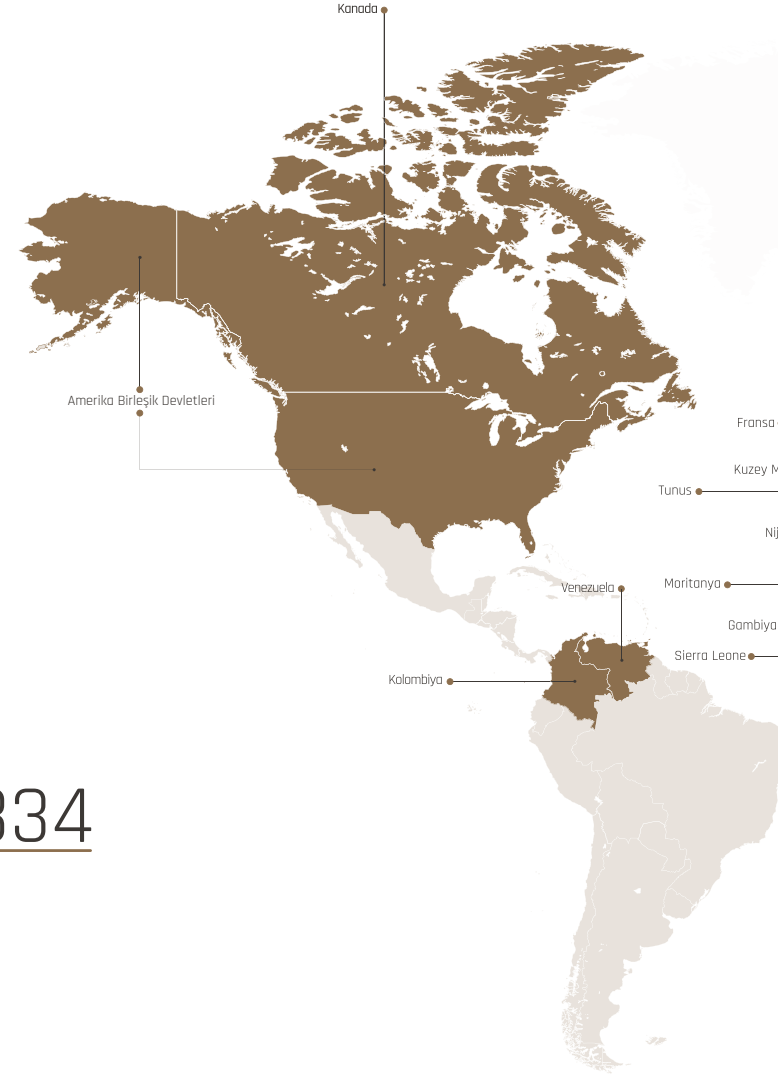 Kanada
Amerika Birleşik Devletleri
Fransa
Kuzey M
Tunus
Nij
Venezuela
Moritanya
Gambiya
Sierra Leone
Kolombiya
334